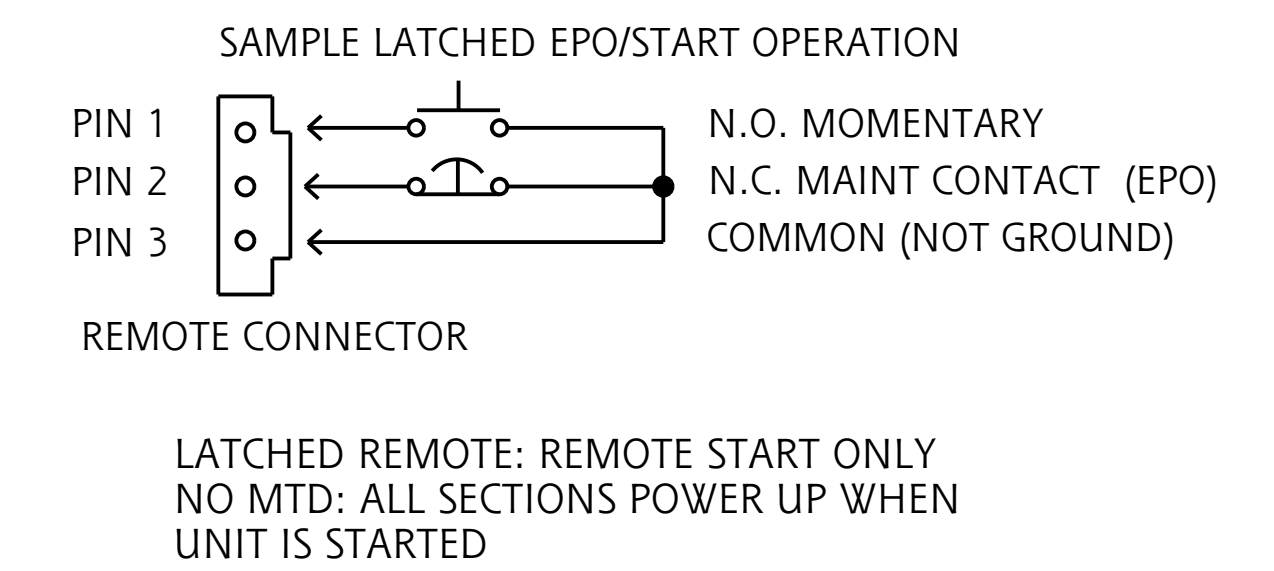 SAMPLE LATCHED EPO/START OPERATION
PIN 1 N.O. MOMENTARY
PIN 2 N.C. MAINT CONTACT (EPO)
PIN 3 COMMON (NOT GROUND)
REMOTE CONNECTOR
LATCHED REMOTE: REMOTE START ONLY
NO MTD: ALL SECTIONS POWER UP WHEN
UNIT IS STARTED